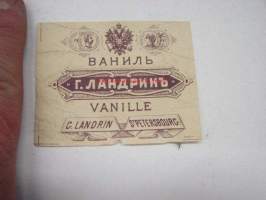 ВАНИЛЬ
Г. ЛАНДРИНЪ
VANILLE
G. LANDRIN ST PETERSBOURG